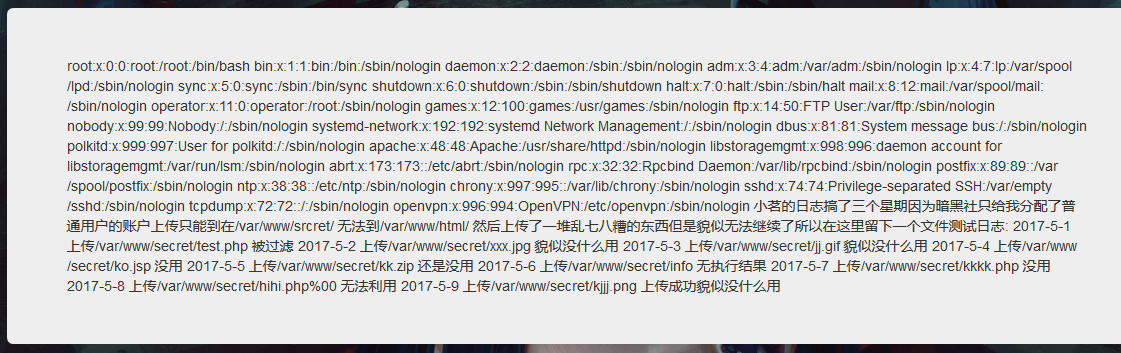 root:x:0:0:root:/root:/bin/bash bin:x:1:1:bin:/bin:/sbin/nologin daemon:x:2:2:daemon:/sbin:/sbin/nologin adm:x:3:4:adm:/var/adm:/sbin/nologin lp:x:4:7:lp:/var/spool
/lpd:/sbin/nologin sync:x:5:0:sync:/sbin:/bin/sync shutdown:x:6:0:shutdown:/sbin:/sbin/shutdown halt:x:7:0:halt:/sbin:/sbin/halt mail:x:8:12:mail:/var/spool/mail:
/sbin/nologin operator:x:11:0:operator:/root:/sbin/nologin games:x:12:100:games:/usr/games:/sbin/nologin ftp:x:14:50:FTP User:/var/ftp:/sbin/nologin
nobody:x:99:99:Nobody:/:/sbin/nologin systemd-network:x:192:192:systemd Network Management:/:/sbin/nologin dbus:x:81:81:System message bus:/:/sbin/nologin
polkitd:x:999:997:User for polkitd:/:/sbin/nologin apache:x:48:48:Apache:/usr/share/httpd:/sbin/nologin libstoragemgmt:x:998:996:daemon account for
libstoragemgmt:/var/run/lsm:/sbin/nologin abrt:x:173:173::/etc/abrt:/sbin/nologin rpc:x:32:32:Rpcbind Daemon:/var/lib/rpcbind:/sbin/nologin postfix:x:89:89::/var
/spool/postfix:/sbin/nologin ntp:x:38:38::/etc/ntp:/sbin/nologin chrony:x:997:995::/var/lib/chrony:/sbin/nologin sshd:x:74:74:Privilege-separated SSH:/var/empty
/sshd:/sbin/nologin tcpdump:x:72:72::/:/sbin/nologin openvpn:x:996:994:OpenVPN:/etc/openvpn:/sbin/nologin 小茗的日志搞了三个星期因为暗黑社只给我分配了普
通用户的账户上传只能到在/var/www/srcret/ 无法到/var/www/html/ 然后上传了一堆乱七八糟的东西但是貌似无法继续了所以在这里留下一个文件测试日志: 2017-5-1
上传/var/www/secret/test.php 被过滤 2017-5-2 上传/var/www/secret/xxx.jpg 貌似没什么用 2017-5-3 上传/var/www/secret/jj.gif 貌似没什么用 2017-5-4 上传/var/www
/secret/ko.jsp 没用 2017-5-5 上传/var/www/secret/kk.zip 还是没用 2017-5-6 上传/var/www/secret/info 无执行结果 2017-5-7 上传/var/www/secret/kkkk.php 没用
2017-5-8 上传/var/www/secret/hihi.php%00 无法利用 2017-5-9 上传/var/www/secret/kjjj.png 上传成功貌似没什么用